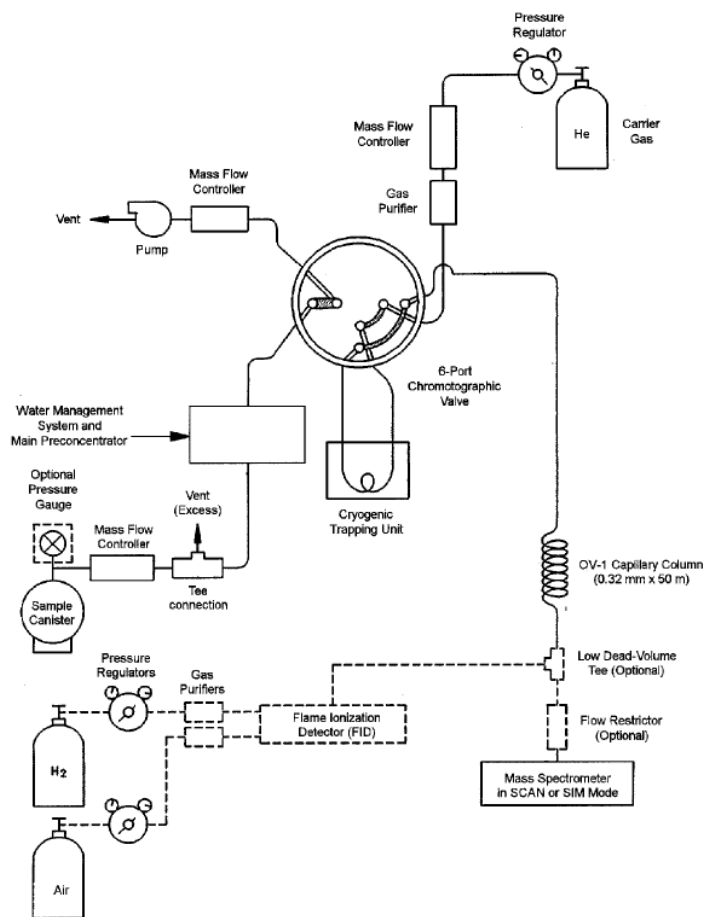 Pressure
Regulator
Mass Flow
Controller
He
Carrier
Gas
Mass Flow
Controller
Gas
Purifier
Vent
Pump
6-Port
Chromotographic
Valve
Water Management
System and
Main Preconcentrator
Optional
Pressure
Gauge
Vent
(Excess)
Cryogenic
Trapping Unit
Mass Flow
Controller
Tee
connection
Sample
Canister
OV-1 Capillary Column
(0.32 mm x 50 m)
Pressure
Regulators
Gas
Purifiers
Low Dead-Volume
Tee (Optional)
Flame Ionization
Detector (FID)
Flow Restrictor
(Optional)
H2
Mass Spectrometer
in SCAN or SIM Mode
Air